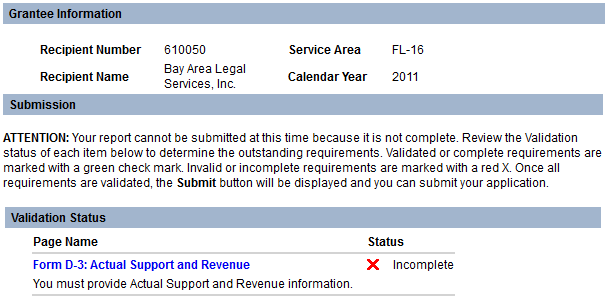 Grantee Information
Recipient Number 610050 Service Area FL-16
Recipient Name Bay Area Legal Services, Inc. Calendar Year 2011
Submission
ATTENTION: Your report cannot be submitted at this time because it is not complete. Review the Validation
status of each item below to determine the outstanding requirements. Validated or complete requirements are
marked with a green check mark. Invalid or incomplete requirements are marked with a red X. Once all
requirements are validated, the Submit button will be displayed and you can submit your application.
Validation Status
Page Name Status
Form D-3: Actual Support and Revenue Incomplete
You must provide Actual Support and Revenue information.